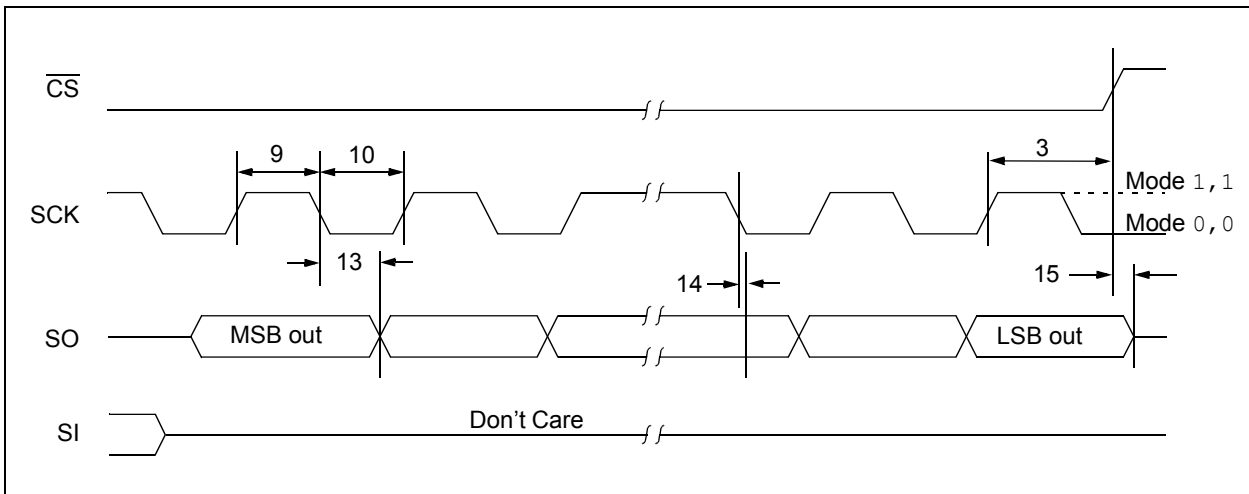 C̅S̅
9
10
3
SCK
Mode 1,1
Mode 0,0
13
14
15
SO
MSB out
LSB out
SI
Don't Care